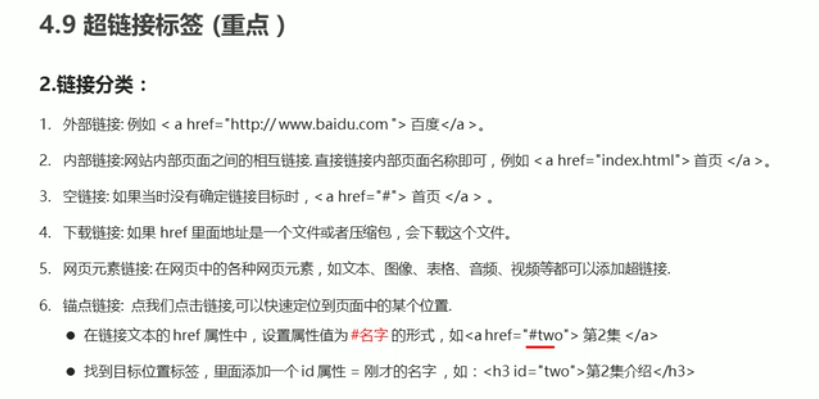 4.9 超链接标签 (重点 )
2.链接分类：
1. 外部链接: 例如 < a href="http:// www.baidu.com "> 百度</a >。
2. 内部链接:网站内部页面之间的相互链接. 直接链接内部页面名称即可，例如 < a href="index.html"> 首页 </a >。
3. 空链接: 如果当时没有确定链接目标时，< a href="#"> 首页 </a > 。
4. 下载链接: 如果 href 里面地址是一个文件或者压缩包，会下载这个文件。
5. 网页元素链接: 在网页中的各种网页元素，如文本、图像、表格、音频、视频等都可以添加超链接.
6. 锚点链接: 点我们点击链接,可以快速定位到页面中的某个位置.
● 在链接文本的 href 属性中，设置属性值为 #名字 的形式，如<a href="#two"> 第2集 </a>
● 找到目标位置标签，里面添加一个 id 属性 = 刚才的名字 ，如：<h3 id="two">第2集介绍</h3>